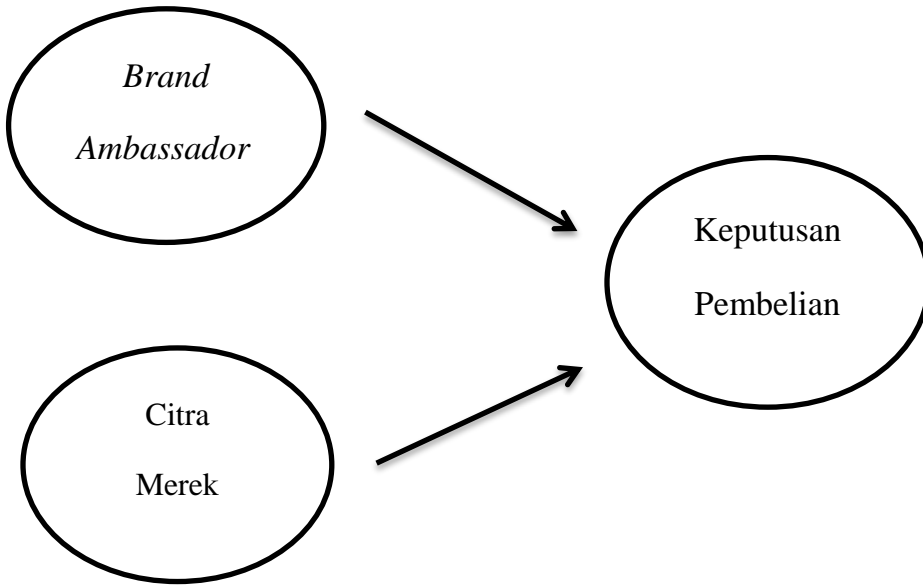 Brand
Ambassador
Keputusan
Pembelian
Citra
Merek